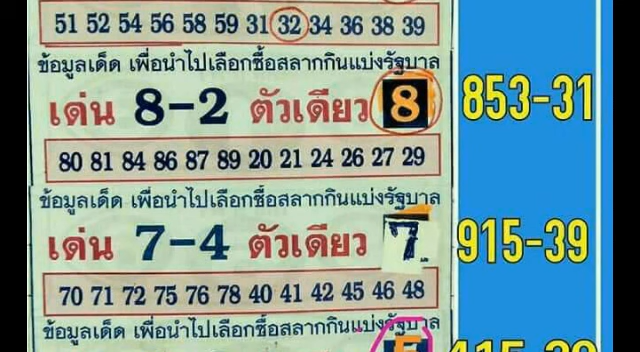 51 52 54 56 58 59 31 32 34 36 38 39
ข้อมูลเด็ด เพื่อนำไปเลือกซื้อสลากกินแบ่งรัฐบาล
เด่น 8-2 ตัวเดียว 8
853-31
80 81 84 86 87 89 20 21 24 26 27 29
ข้อมูลเด็ด เพื่อนำไปเลือกซื้อสลากกินแบ่งรัฐบาล
เด่น 7-4 ตัวเดียว 7
915-39
70 71 72 75 76 78 40 41 42 45 46 48
ข้อมูลเด็ด เพื่อนำไปเลือกซื้อสลากกินแบ่งรัฐบาล